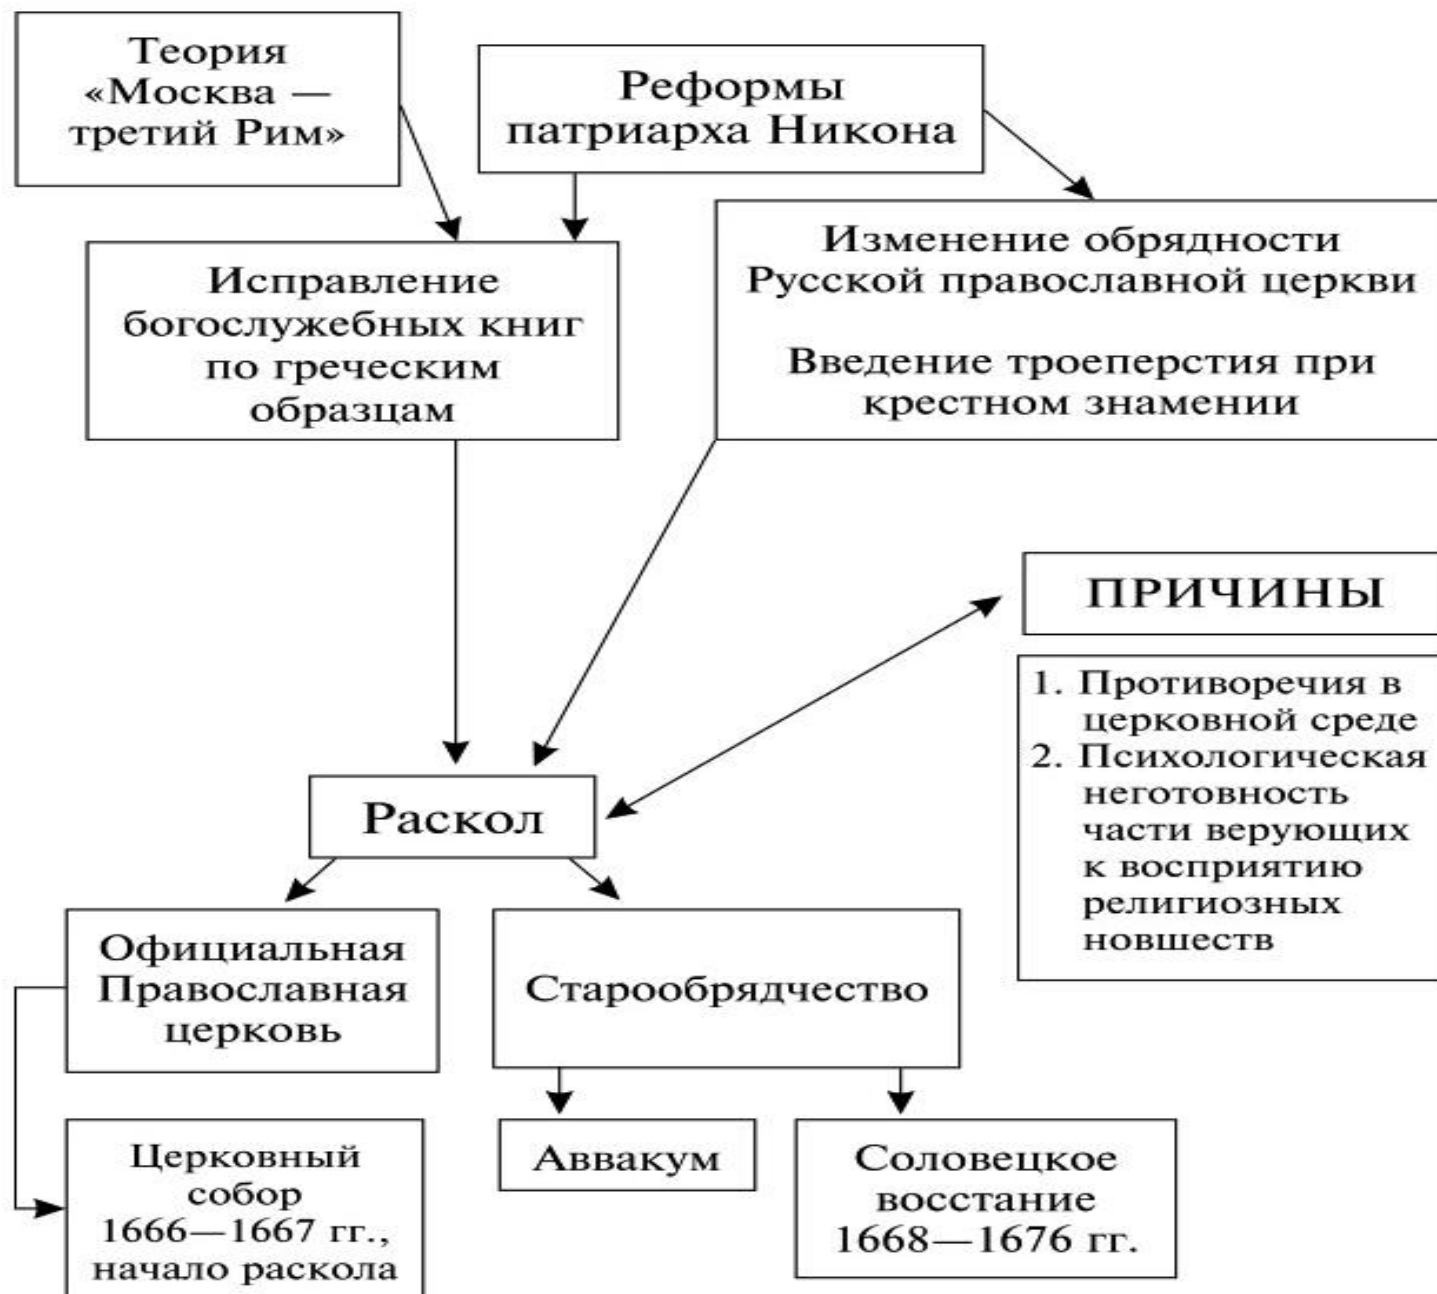 Теория
«Москва —
третий Рим»
Реформы
патриарха Никона
Исправление
богослужебных книг
по греческим
образцам
Изменение обрядности
Русской православной церкви
Введение троеперстия при
крестном знамении
ПРИЧИНЫ
1. Противоречия в
церковной среде
2. Психологическая
неготовность
части верующих
к восприятию
религиозных
новшеств
Раскол
Официальная
Православная
церковь
Старообрядчество
Церковный
собор
1666—1667 гг.,
начало раскола
Аввакум
Соловецкое
восстание
1668—1676 гг.